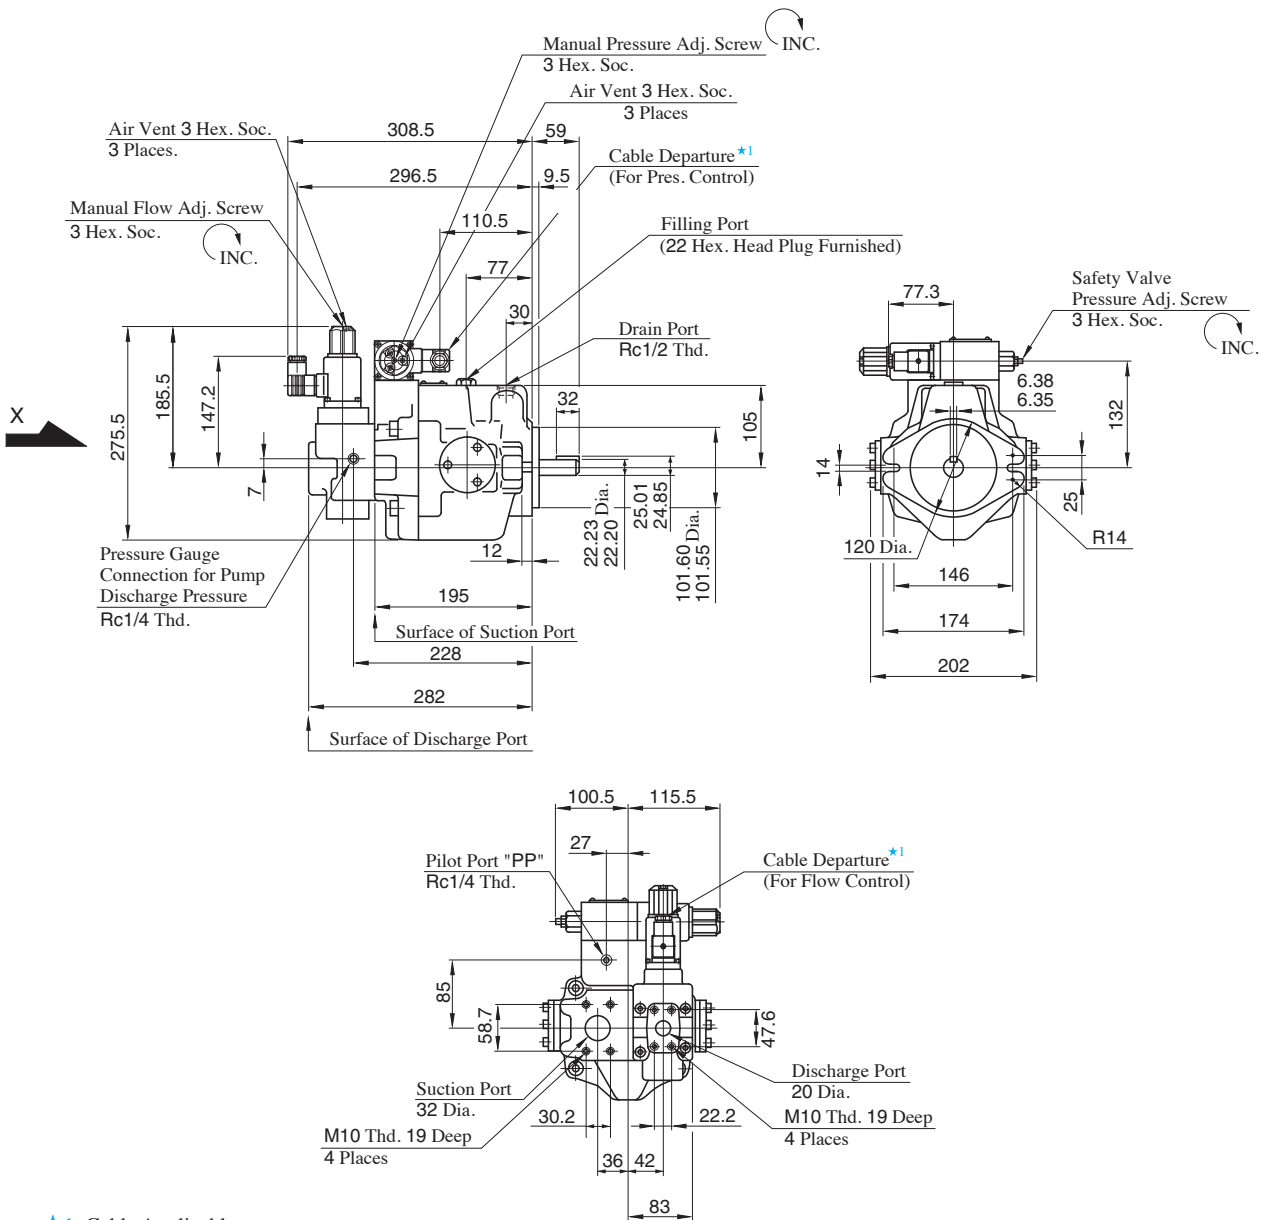 Manual Pressure Adj. Screw
3 Hex. Soc.
INC.
Air Vent 3 Hex. Soc.
3 Places
Air Vent 3 Hex. Soc.
3 Places.
308.5
59
Cable Departure★1
(For Pres. Control)
296.5
9.5
Manual Flow Adj. Screw
3 Hex. Soc.
INC.
110.5
Filling Port
(22 Hex. Head Plug Furnished)
77
30
Drain Port
Rc1/2 Thd.
Safety Valve
Pressure Adj. Screw
3 Hex. Soc.
INC.
77.3
X
275.5
185.5
147.2
7
32
105
6.38
6.35
132
14
25
R14
120 Dia.
146
174
202
22.23
22.20
Dia.
25.01
24.85
101.60
101.55
Dia.
12
Pressure Gauge
Connection for Pump
Discharge Pressure
Rc1/4 Thd.
195
Surface of Suction Port
228
282
Surface of Discharge Port
100.5
115.5
27
Pilot Port "PP"
Rc1/4 Thd.
Cable Departure★1
(For Flow Control)
85
58.7
47.6
Suction Port
32 Dia.
Discharge Port
20 Dia.
30.2
22.2
M10 Thd. 19 Deep
4 Places
M10 Thd. 19 Deep
4 Places
36
42
83